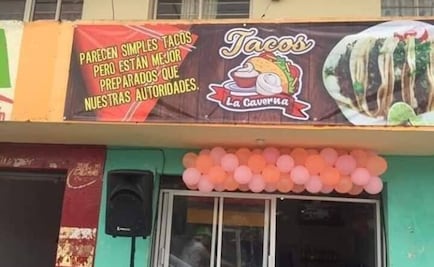 PARECEN SIMPLES TACOS
PERO ESTÁN MEJOR
PREPARADOS QUE
NUESTRAS AUTORIDADES.
Tacos
La Caverna